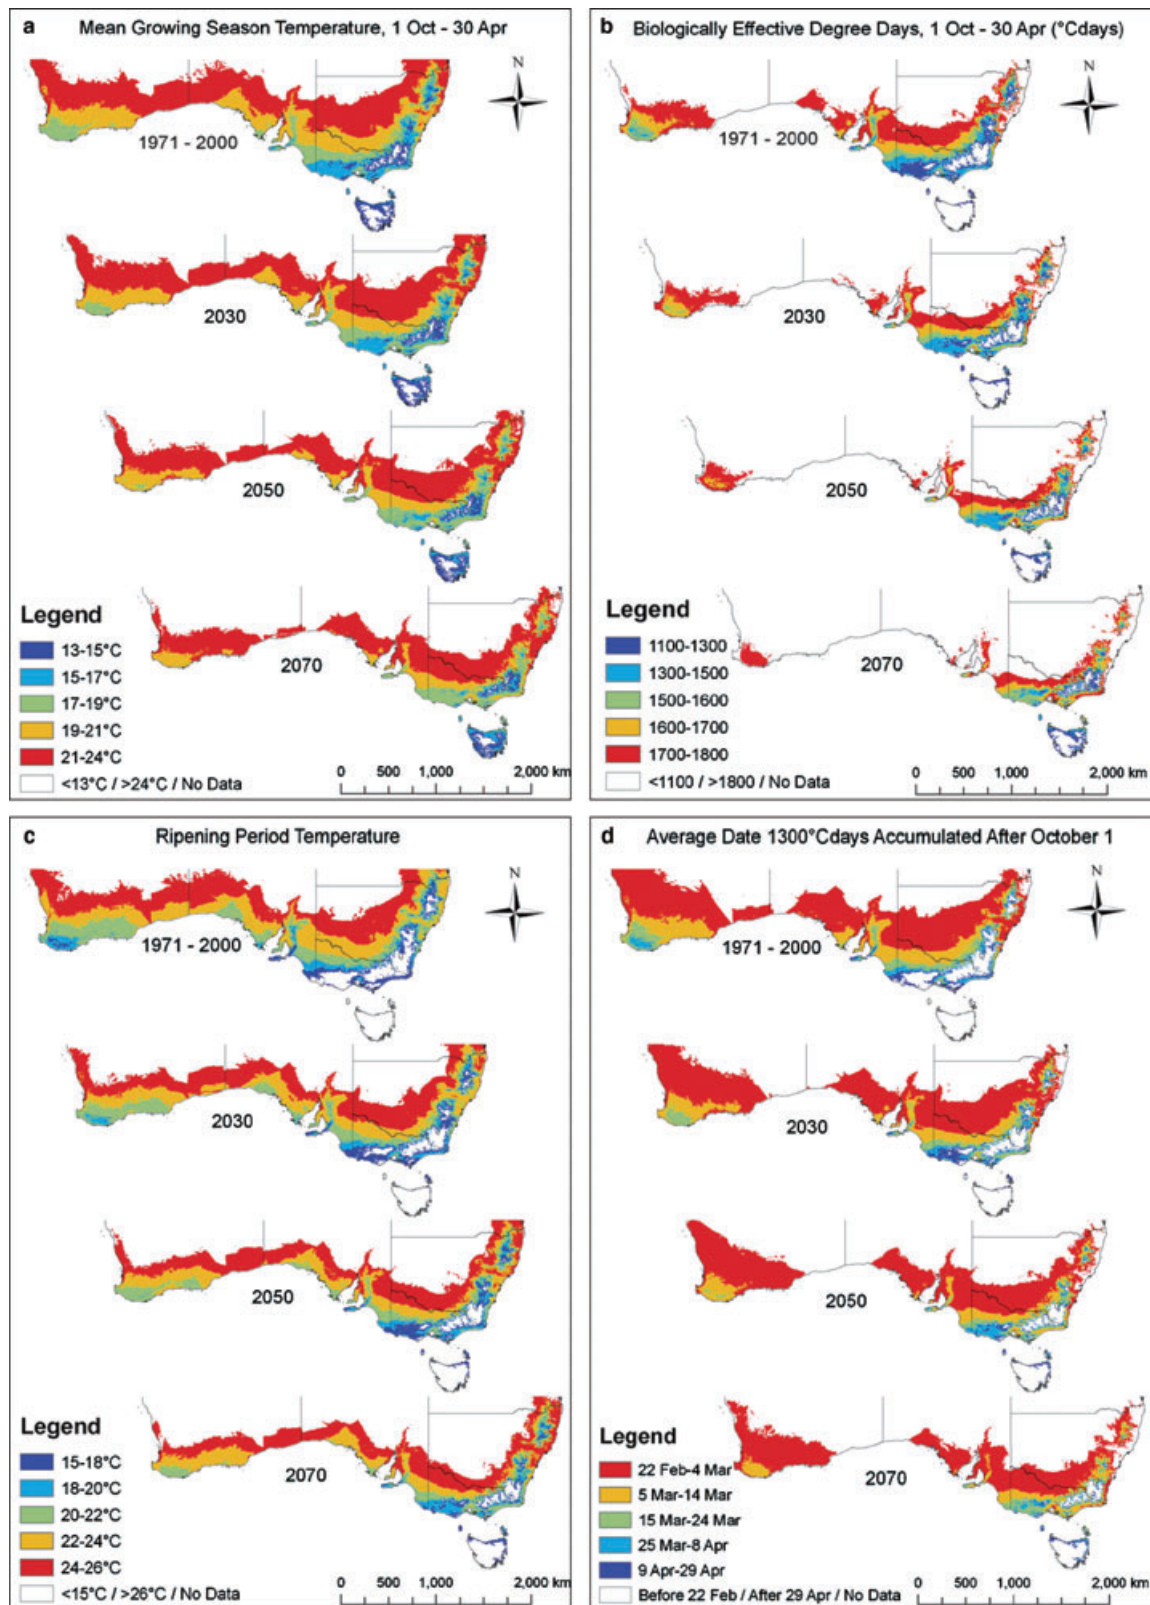 a Mean Growing Season Temperature, 1 Oct - 30 Apr
N
1971 - 2000
2030
2050
2070
Legend
13-15°C
15-17°C
17-19°C
19-21°C
21-24°C
<13°C / >24°C / No Data
0 500 1,000 2,000 km
b Biologically Effective Degree Days, 1 Oct - 30 Apr (°Cdays)
N
1971 - 2000
2030
2050
2070
Legend
1100-1300
1300-1500
1500-1600
1600-1700
1700-1800
<1100 / >1800 / No Data
0 500 1,000 2,000 km
c Ripening Period Temperature
N
1971 - 2000
2030
2050
2070
Legend
15-18°C
18-20°C
20-22°C
22-24°C
24-26°C
<15°C / >26°C / No Data
0 500 1,000 2,000 km
d Average Date 1300°Cdays Accumulated After October 1
N
1971 - 2000
2030
2050
2070
Legend
22 Feb-4 Mar
5 Mar-14 Mar
15 Mar-24 Mar
25 Mar-8 Apr
9 Apr-29 Apr
Before 22 Feb / After 29 Apr / No Data
0 500 1,000 2,000 km